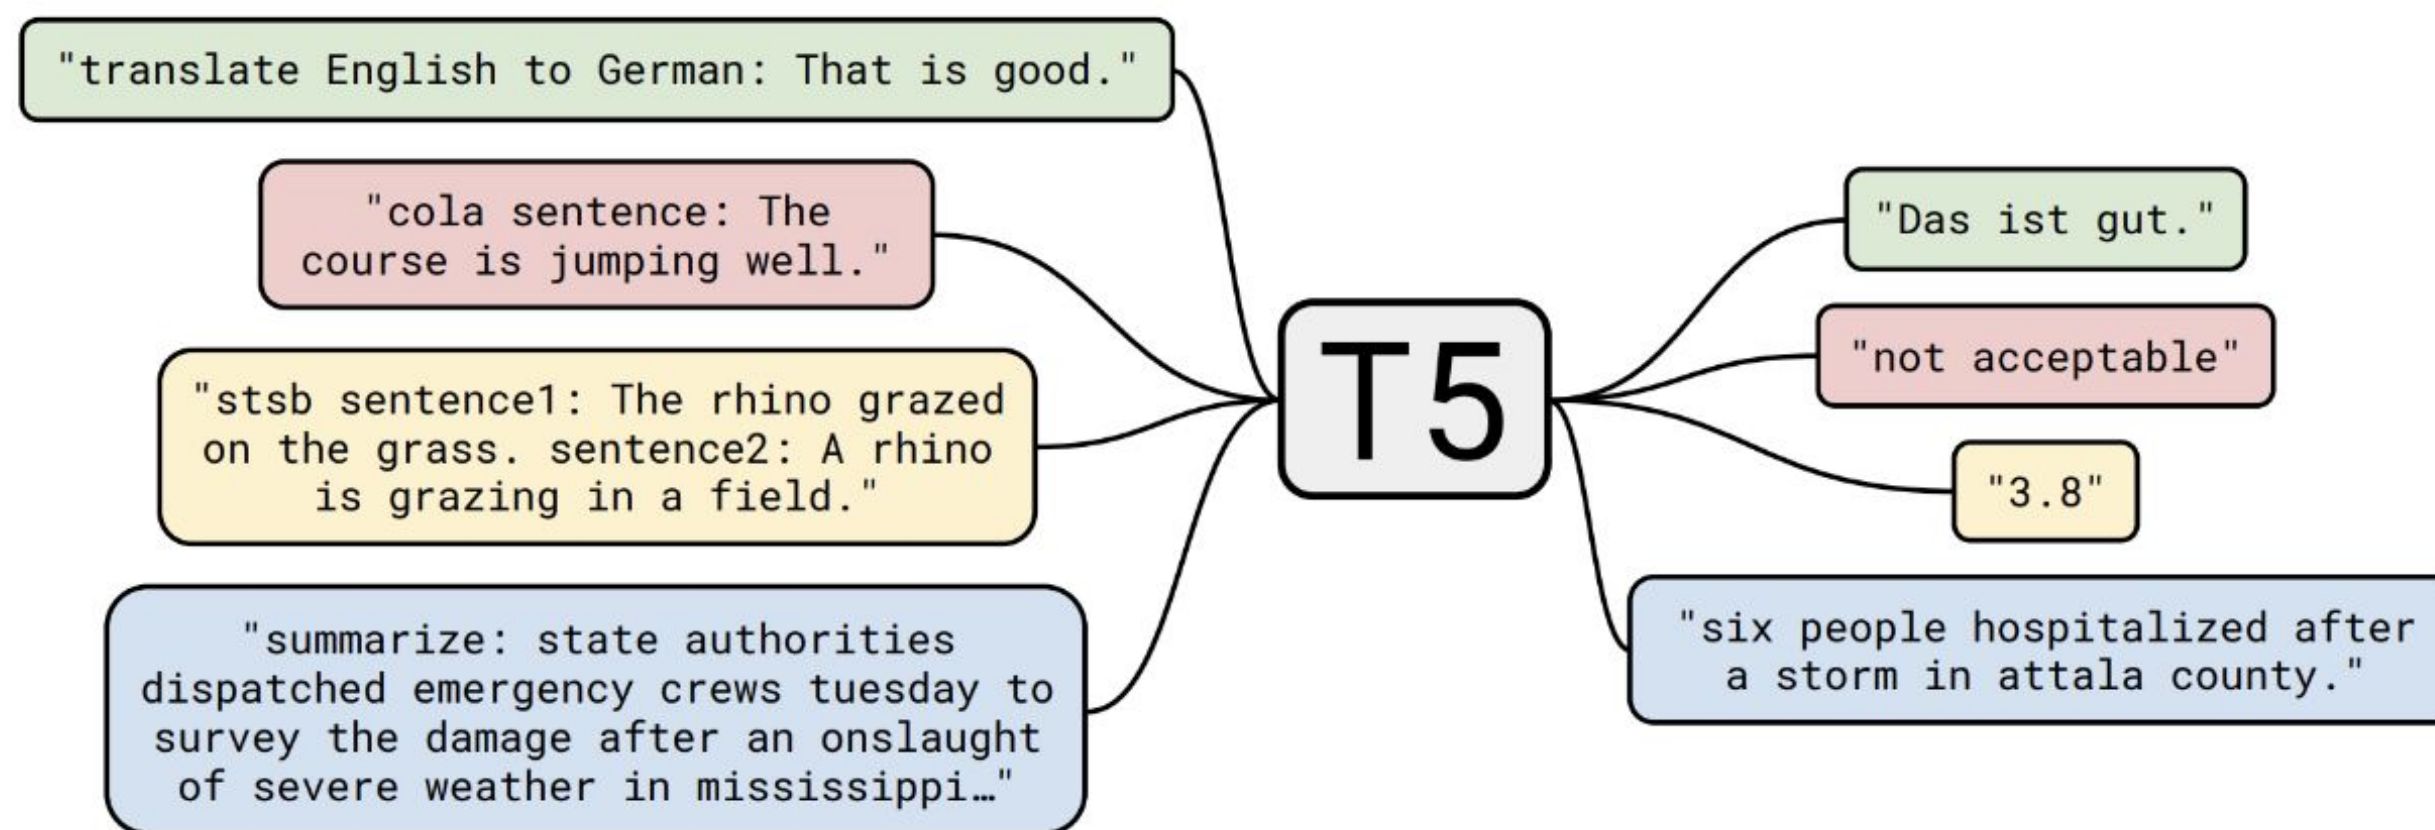 "translate English to German: That is good."
"cola sentence: The
course is jumping well."
"stsb sentence1: The rhino grazed
on the grass. sentence2: A rhino
is grazing in a field."
"summarize: state authorities
dispatched emergency crews tuesday to
survey the damage after an onslaught
of severe weather in mississippi…"
T5
"Das ist gut."
"not acceptable"
"3.8"
"six people hospitalized after
a storm in attala county."